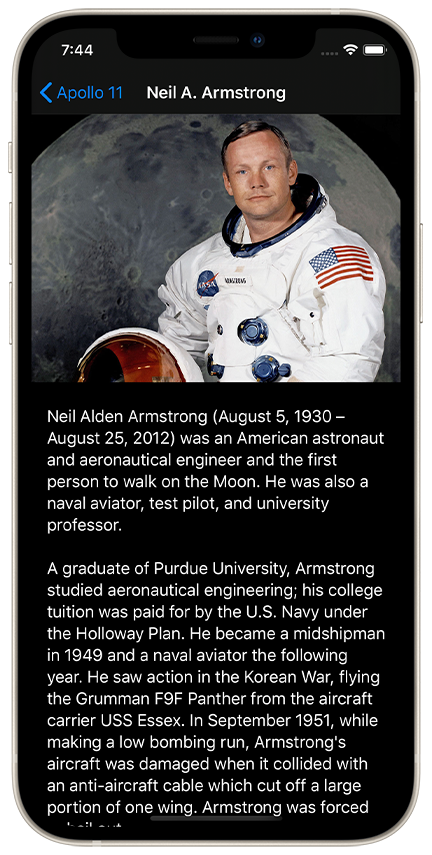 7:44
Apollo 11
Neil A. Armstrong
NASA
ARMSTRONG
Neil Alden Armstrong (August 5, 1930 –
August 25, 2012) was an American astronaut
and aeronautical engineer and the first
person to walk on the Moon. He was also a
naval aviator, test pilot, and university
professor.
A graduate of Purdue University, Armstrong
studied aeronautical engineering; his college
tuition was paid for by the U.S. Navy under
the Holloway Plan. He became a midshipman
in 1949 and a naval aviator the following
year. He saw action in the Korean War, flying
the Grumman F9F Panther from the aircraft
carrier USS Essex. In September 1951, while
making a low bombing run, Armstrong's
aircraft was damaged when it collided with
an anti-aircraft cable which cut off a large
portion of one wing. Armstrong was forced